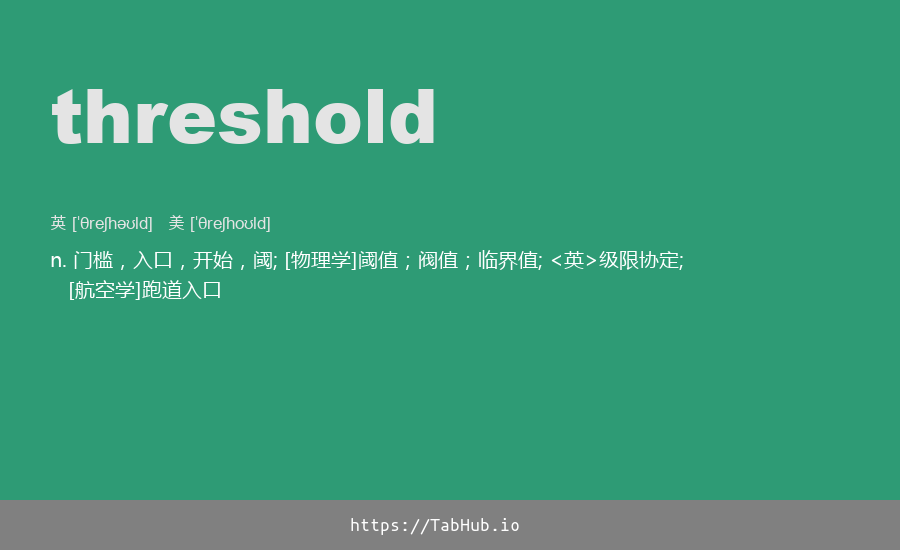 threshold
英 [ˈθreʃhəʊld] 美 [ˈθreʃhoʊld]
n. 门槛，入口，开始，阈; [物理学]阈值；阀值；临界值; <英>级限协定;
[航空学]跑道入口
https://TabHub.io